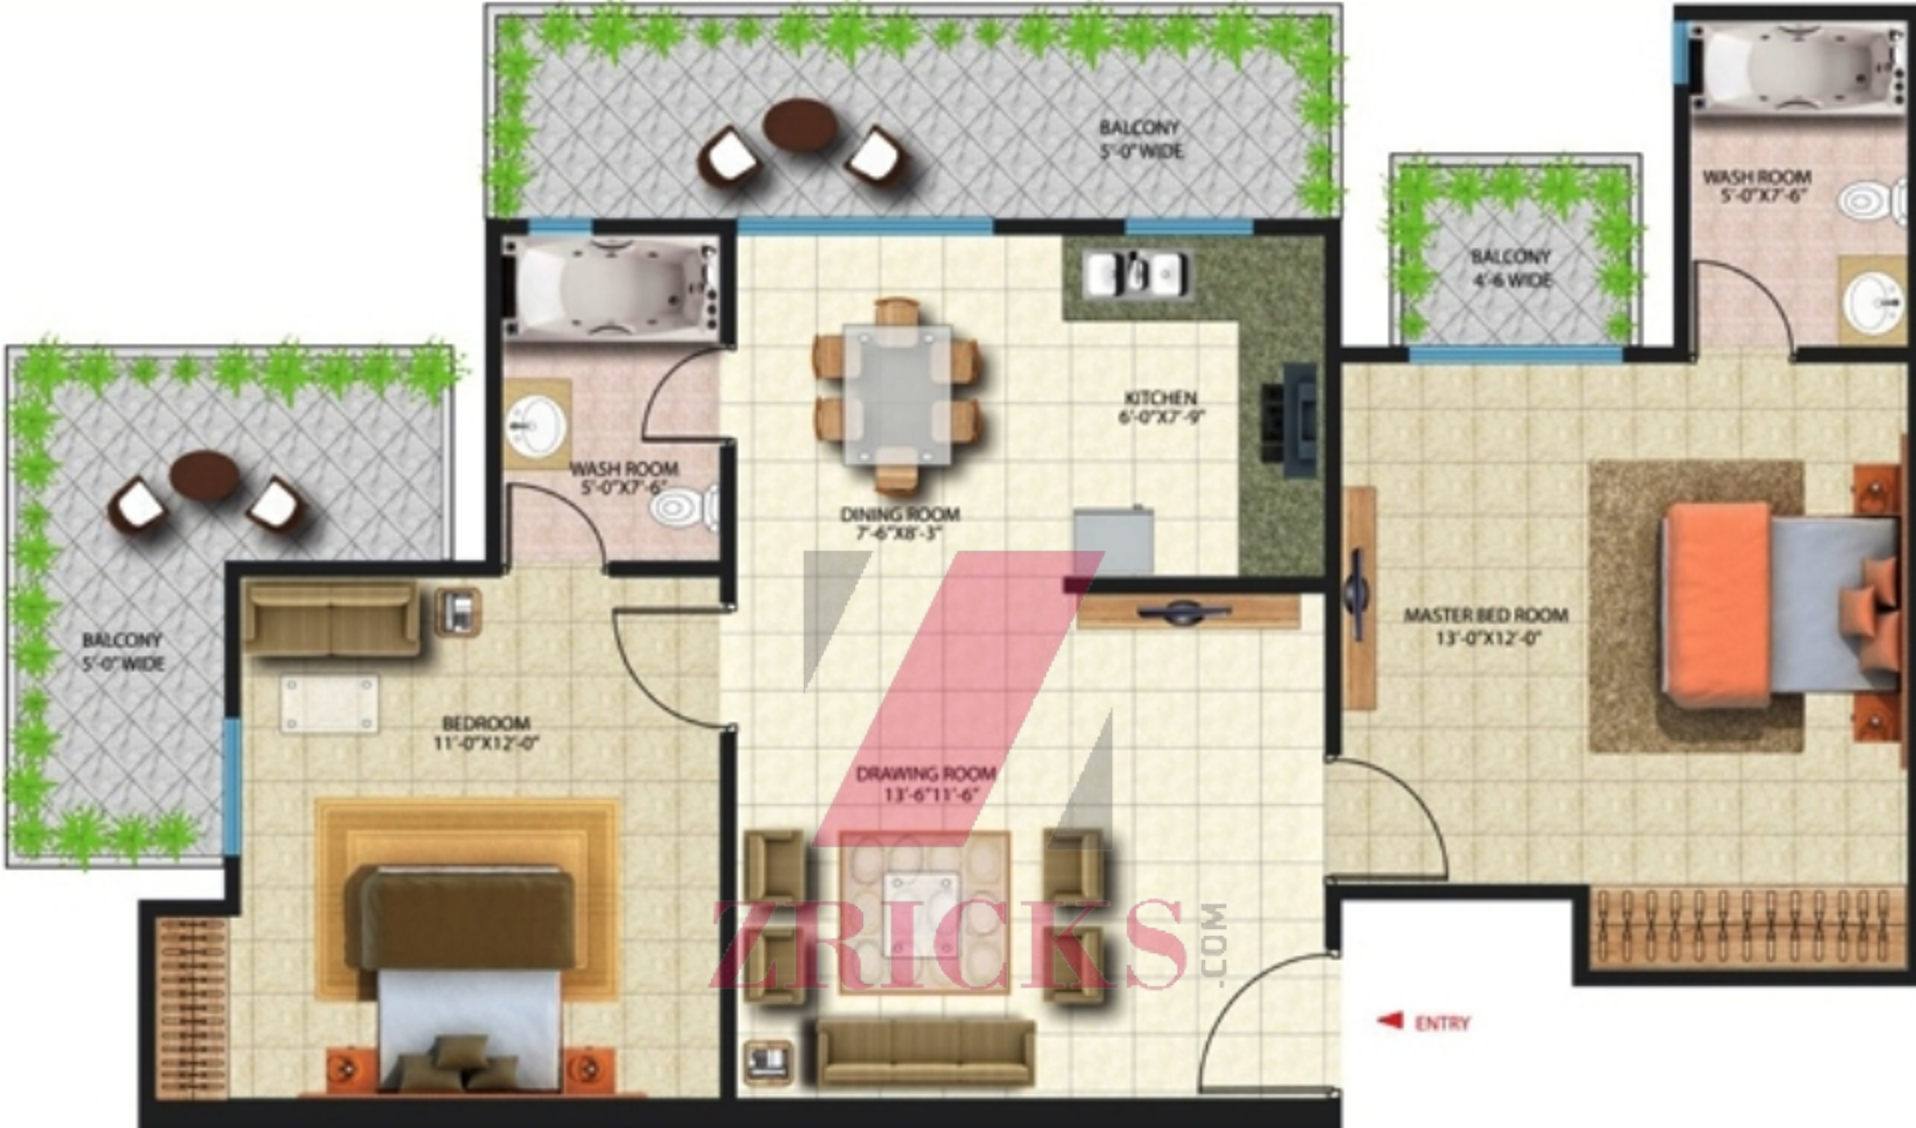 BALCONY
5'-0" WIDE
WASH ROOM
5'-0"X7'-6"
BALCONY
4'-6 WIDE
KITCHEN
6'-0"X7'-9"
WASH ROOM
5'-0"X7'-6"
DINING ROOM
7'-6"X8'-3"
BALCONY
5'-0" WIDE
MASTER BED ROOM
13'-0"X12'-0"
BEDROOM
11'-0"X12'-0"
DRAWING ROOM
13'-6"11'-6"
ZRICKS
.COM
ENTRY